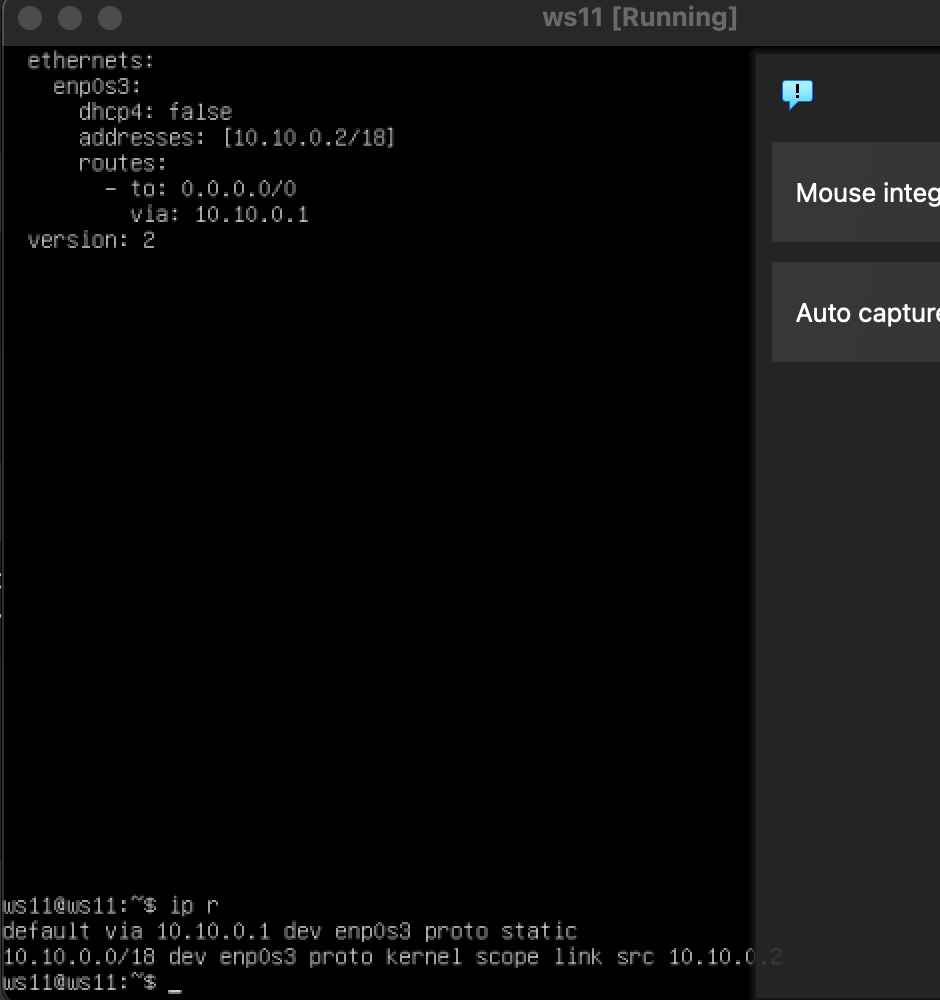 ws11 [Running]
ethernets:
enp0s3:
dhcp4: false
addresses: [10.10.0.2/18]
routes:
- to: 0.0.0.0/0
via: 10.10.0.1
version: 2
Mouse integ
Auto capture
ws11@ws11:~$ ip r
default via 10.10.0.1 dev enp0s3 proto static
10.10.0.0/18 dev enp0s3 proto kernel scope link src 10.10.0.2
ws11@ws11:~$ _